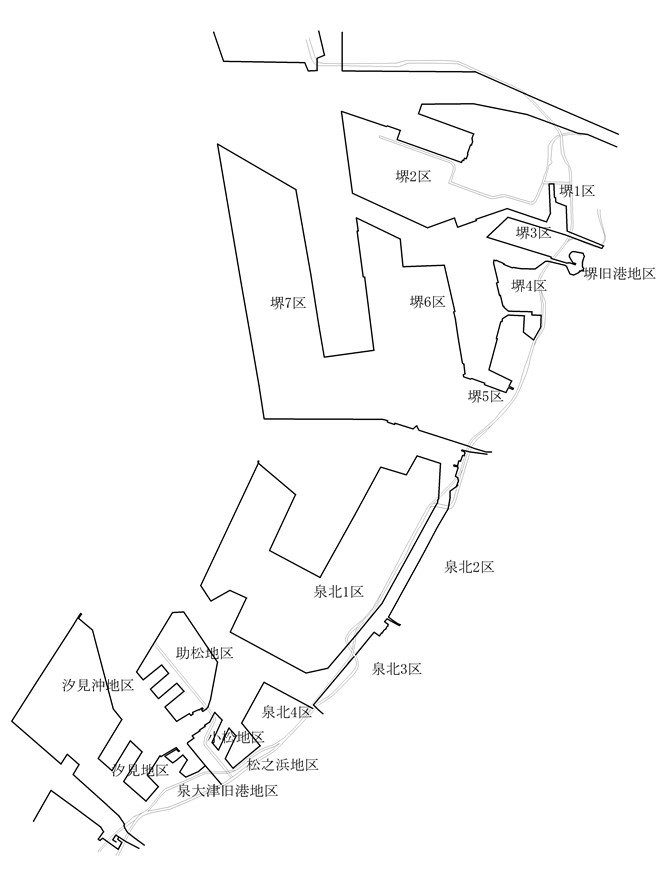 堺2区
堺1区
堺3区
堺旧港地区
堺4区
堺7区
堺6区
堺5区
泉北2区
泉北1区
助松地区
泉北3区
汐見沖地区
泉北4区
小松地区
松之浜地区
汐見地区
泉大津旧港地区